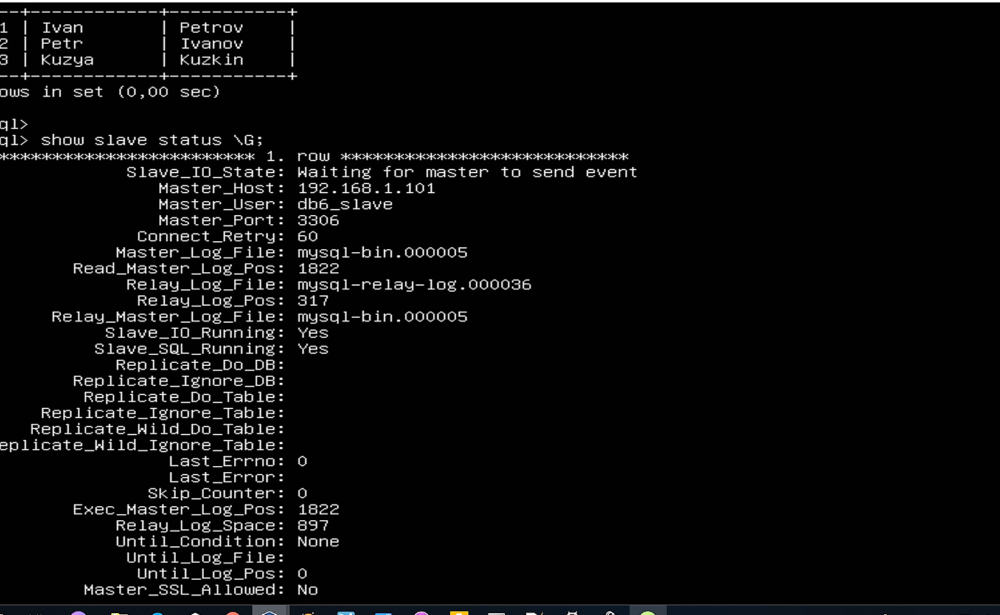 --+------------+-----------+
1 | Ivan | Petrov |
2 | Petr | Ivanov |
3 | Kuzya | Kuzkin |
--+------------+-----------+
ows in set (0,00 sec)
ql>
ql> show slave status \G;
************************ 1. row ***************************
Slave_IO_State: Waiting for master to send event
Master_Host: 192.168.1.101
Master_User: db6_slave
Master_Port: 3306
Connect_Retry: 60
Master_Log_File: mysql-bin.000005
Read_Master_Log_Pos: 1822
Relay_Log_File: mysql-relay-log.000036
Relay_Log_Pos: 317
Relay_Master_Log_File: mysql-bin.000005
Slave_IO_Running: Yes
Slave_SQL_Running: Yes
Replicate_Do_DB:
Replicate_Ignore_DB:
Replicate_Do_Table:
Replicate_Ignore_Table:
Replicate_Wild_Do_Table:
eplicate_Wild_Ignore_Table:
Last_Errno: 0
Last_Error:
Skip_Counter: 0
Exec_Master_Log_Pos: 1822
Relay_Log_Space: 897
Until_Condition: None
Until_Log_File:
Until_Log_Pos: 0
Master_SSL_Allowed: No